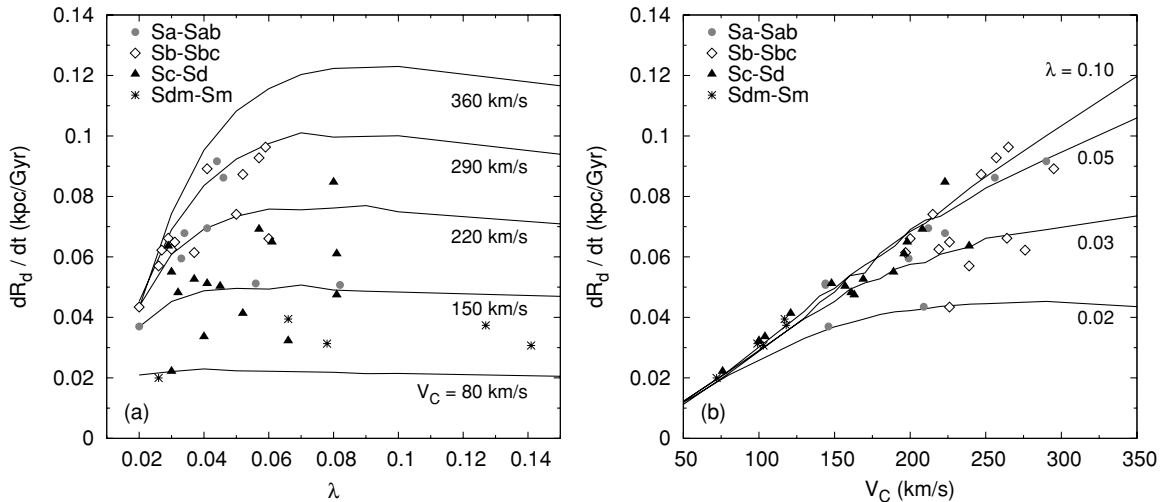 0.14
0.12
0.1
0.08
0.06
0.04
0.02
0
dR_d / dt (kpc/Gyr)
Sa-Sab
Sb-Sbc
Sc-Sd
Sdm-Sm
360 km/s
290 km/s
220 km/s
150 km/s
V_C = 80 km/s
(a)
0.02 0.04 0.06 0.08 0.1 0.12 0.14
λ
0.14
0.12
0.1
0.08
0.06
0.04
0.02
0
dR_d / dt (kpc/Gyr)
Sa-Sab
Sb-Sbc
Sc-Sd
Sdm-Sm
λ = 0.10
0.05
0.03
0.02
(b)
50 100 150 200 250 300 350
V_C (km/s)